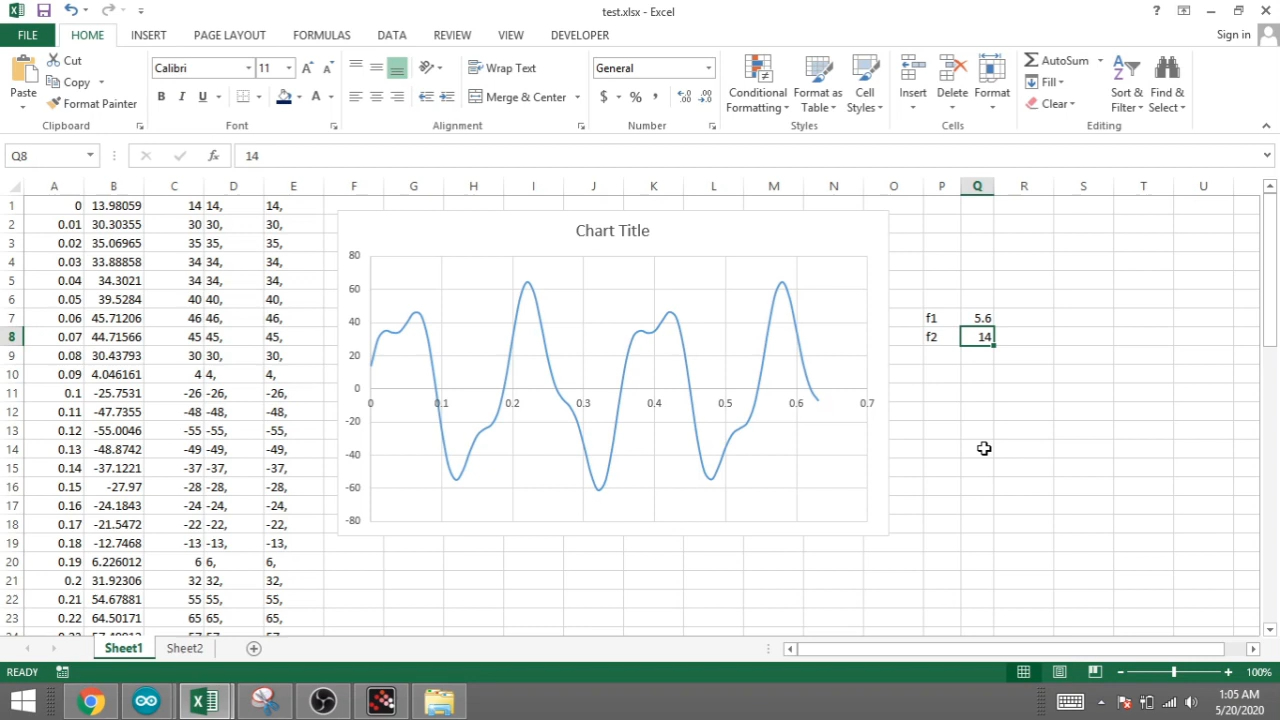 test.xlsx - Excel
FILE HOME INSERT PAGE LAYOUT FORMULAS DATA REVIEW VIEW DEVELOPER Sign in
Cut
Copy
Format Painter
Paste
Clipboard
Calibri 11
B I U A
Font
Wrap Text
Merge & Center
Alignment
General
$ % ,
Number
Conditional Formatting
Format as Table
Cell Styles
Styles
Insert Delete Format
Cells
AutoSum
Fill
Clear
Sort & Filter
Find & Select
Editing
Q8 fx 14
A B C D E F G H I J K L M N O P Q R S T U
1 0 13.98059 14 14, 14,
2 0.01 30.30355 30 30, 30,
3 0.02 35.06965 35 35, 35,
4 0.03 33.88858 34 34, 34,
5 0.04 34.3021 34 34, 34,
6 0.05 39.5284 40 40, 40,
7 0.06 45.71206 46 46, 46, f1 5.6
8 0.07 44.71566 45 45, 45, f2 14
9 0.08 30.43793 30 30, 30,
10 0.09 4.046161 4 4, 4,
11 0.1 -25.7531 -26 -26, -26,
12 0.11 -47.7355 -48 -48, -48,
13 0.12 -55.0046 -55 -55, -55,
14 0.13 -48.8742 -49 -49, -49,
15 0.14 -37.1221 -37 -37, -37,
16 0.15 -27.97 -28 -28, -28,
17 0.16 -24.1843 -24 -24, -24,
18 0.17 -21.5472 -22 -22, -22,
19 0.18 -12.7468 -13 -13, -13,
20 0.19 6.226012 6 6, 6,
21 0.2 31.92306 32 32, 32,
22 0.21 54.67881 55 55, 55,
23 0.22 64.50171 65 65, 65,
Chart Title
80
60
40
20
0
-20
-40
-60
-80
0 0.1 0.2 0.3 0.4 0.5 0.6 0.7
Sheet1 Sheet2
READY 100%
1:05 AM
5/20/2020